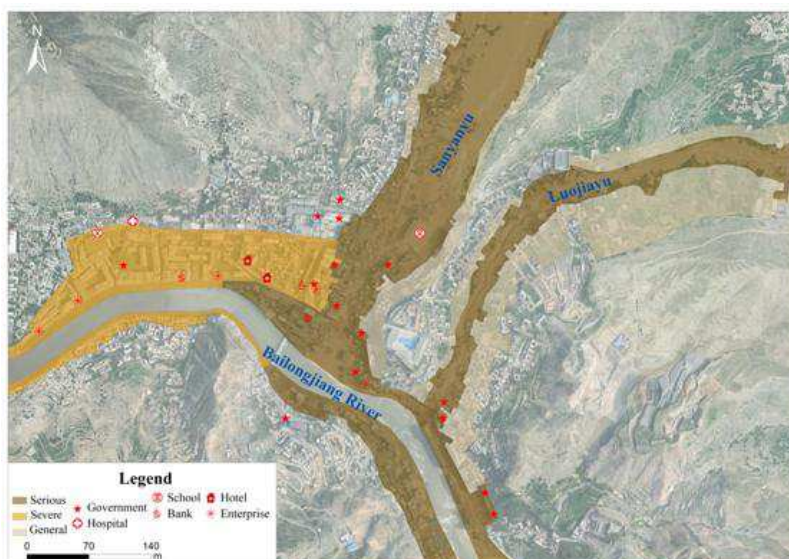 N
Sanyanyu
Luojiayu
Bailongjiang River
Legend
Serious
Severe
General
Government
Hospital
School
Bank
Hotel
Enterprise
0 70 140
m